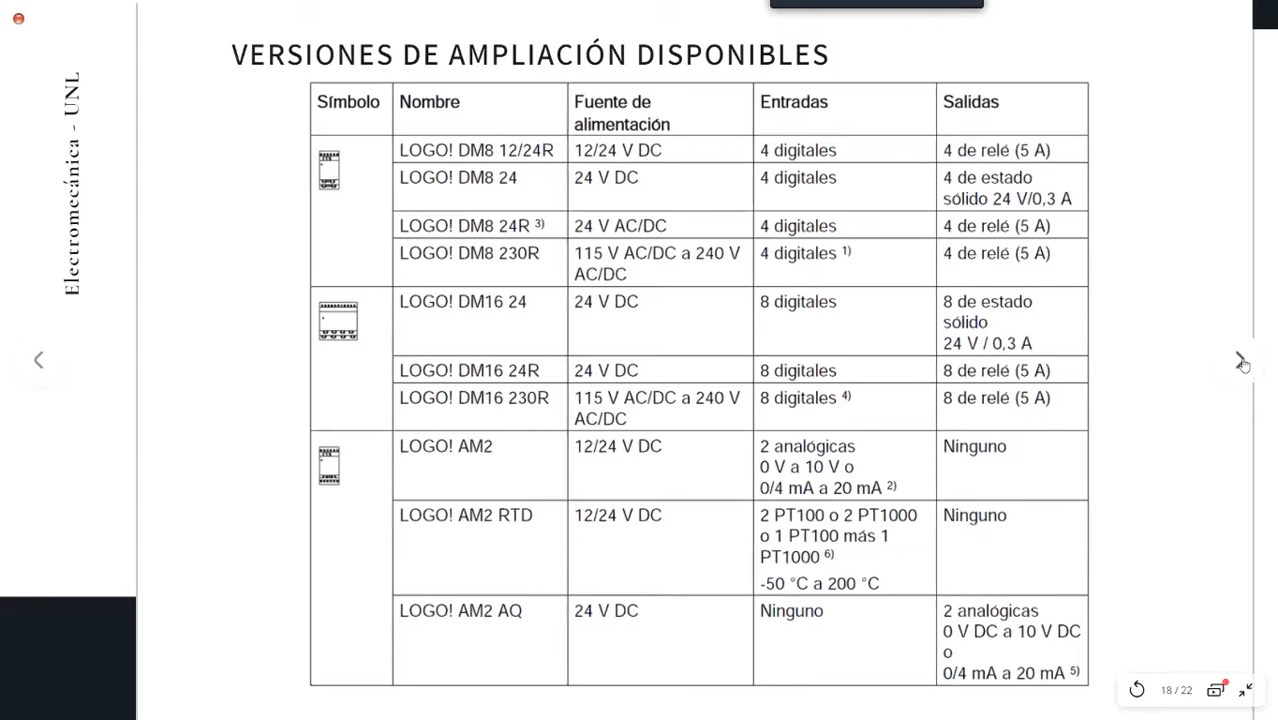 VERSIONES DE AMPLIACIÓN DISPONIBLES
Electromecánica - UNL
Símbolo Nombre Fuente de alimentación Entradas Salidas
LOGO! DM8 12/24R 12/24 V DC 4 digitales 4 de relé (5 A)
LOGO! DM8 24 24 V DC 4 digitales 4 de estado sólido 24 V/0,3 A
LOGO! DM8 24R 3) 24 V AC/DC 4 digitales 4 de relé (5 A)
LOGO! DM8 230R 115 V AC/DC a 240 V AC/DC 4 digitales 1) 4 de relé (5 A)
LOGO! DM16 24 24 V DC 8 digitales 8 de estado sólido 24 V / 0,3 A
LOGO! DM16 24R 24 V DC 8 digitales 8 de relé (5 A)
LOGO! DM16 230R 115 V AC/DC a 240 V AC/DC 8 digitales 4) 8 de relé (5 A)
LOGO! AM2 12/24 V DC 2 analógicas 0 V a 10 V o 0/4 mA a 20 mA 2) Ninguno
LOGO! AM2 RTD 12/24 V DC 2 PT100 o 2 PT1000 o 1 PT100 más 1 PT1000 6) -50 °C a 200 °C Ninguno
LOGO! AM2 AQ 24 V DC Ninguno 2 analógicas 0 V DC a 10 V DC o 0/4 mA a 20 mA 5)
18 / 22